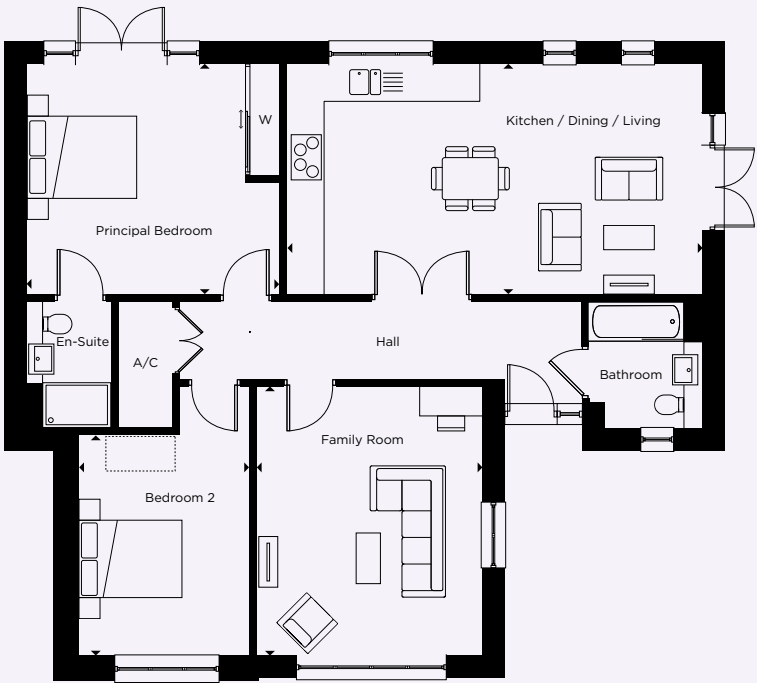 W
Kitchen / Dining / Living
Principal Bedroom
En-Suite
A/C
Hall
Bathroom
Family Room
Bedroom 2